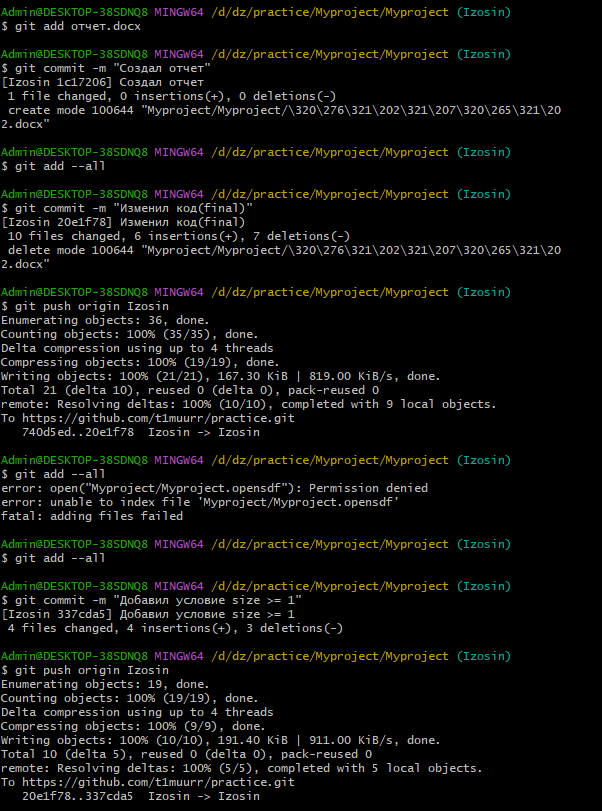 Admin@DESKTOP-38SDNQ8 MINGW64 /d/dz/practice/Myproject/Myproject (Izosin)
$ git add отчет.docx
Admin@DESKTOP-38SDNQ8 MINGW64 /d/dz/practice/Myproject/Myproject (Izosin)
$ git commit -m "Создал отчет"
[Izosin 1c17206] Создал отчет
 1 file changed, 0 insertions(+), 0 deletions(-)
 create mode 100644 "Myproject/Myproject/\320\276\321\202\321\207\320\265\321\20
2.docx"
Admin@DESKTOP-38SDNQ8 MINGW64 /d/dz/practice/Myproject/Myproject (Izosin)
$ git add --all
Admin@DESKTOP-38SDNQ8 MINGW64 /d/dz/practice/Myproject/Myproject (Izosin)
$ git commit -m "Изменил код(final)"
[Izosin 20e1f78] Изменил код(final)
 10 files changed, 6 insertions(+), 7 deletions(-)
 delete mode 100644 "Myproject/Myproject/\320\276\321\202\321\207\320\265\321\20
2.docx"
Admin@DESKTOP-38SDNQ8 MINGW64 /d/dz/practice/Myproject/Myproject (Izosin)
$ git push origin Izosin
Enumerating objects: 36, done.
Counting objects: 100% (35/35), done.
Delta compression using up to 4 threads
Compressing objects: 100% (19/19), done.
Writing objects: 100% (21/21), 167.30 KiB | 819.00 KiB/s, done.
Total 21 (delta 10), reused 0 (delta 0), pack-reused 0
remote: Resolving deltas: 100% (10/10), completed with 9 local objects.
To https://github.com/t1muurr/practice.git
   740d5ed..20e1f78  Izosin -> Izosin
Admin@DESKTOP-38SDNQ8 MINGW64 /d/dz/practice/Myproject/Myproject (Izosin)
$ git add --all
error: open("Myproject/Myproject.opensdf"): Permission denied
error: unable to index file 'Myproject/Myproject.opensdf'
fatal: adding files failed
Admin@DESKTOP-38SDNQ8 MINGW64 /d/dz/practice/Myproject/Myproject (Izosin)
$ git add --all
Admin@DESKTOP-38SDNQ8 MINGW64 /d/dz/practice/Myproject/Myproject (Izosin)
$ git commit -m "Добавил условие size >= 1"
[Izosin 337cda5] Добавил условие size >= 1
 4 files changed, 4 insertions(+), 3 deletions(-)
Admin@DESKTOP-38SDNQ8 MINGW64 /d/dz/practice/Myproject/Myproject (Izosin)
$ git push origin Izosin
Enumerating objects: 19, done.
Counting objects: 100% (19/19), done.
Delta compression using up to 4 threads
Compressing objects: 100% (9/9), done.
Writing objects: 100% (10/10), 191.40 KiB | 911.00 KiB/s, done.
Total 10 (delta 5), reused 0 (delta 0), pack-reused 0
remote: Resolving deltas: 100% (5/5), completed with 5 local objects.
To https://github.com/t1muurr/practice.git
   20e1f78..337cda5  Izosin -> Izosin